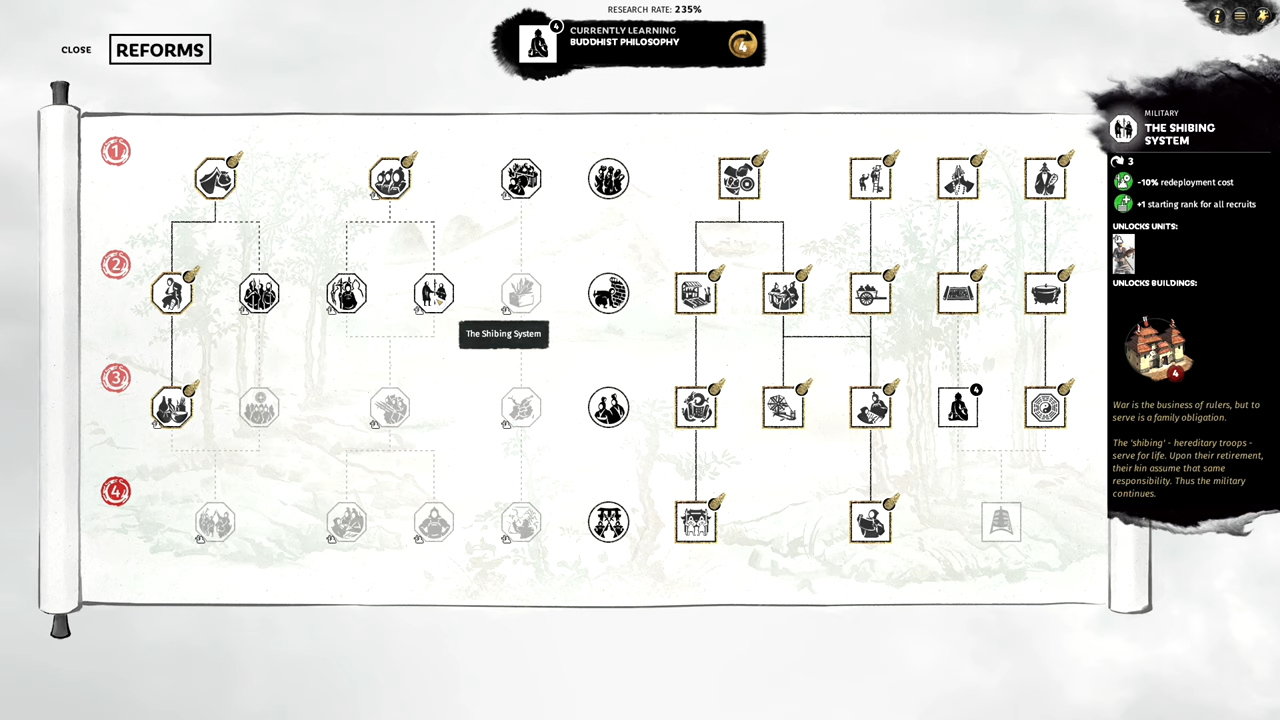 RESEARCH RATE: 235%
4
CURRENTLY LEARNING
BUDDHIST PHILOSOPHY
4
CLOSE
REFORMS
1
2
3
4
4
The Shibing System
MILITARY
THE SHIBING
SYSTEM
3
-10% redeployment cost
+1 starting rank for all recruits
UNLOCKS UNITS:
UNLOCKS BUILDINGS:
4
War is the business of rulers, but to
serve is a family obligation.
The 'shibing' - hereditary troops -
serve for life. Upon their retirement,
their kin assume that same
responsibility. Thus the military
continues.